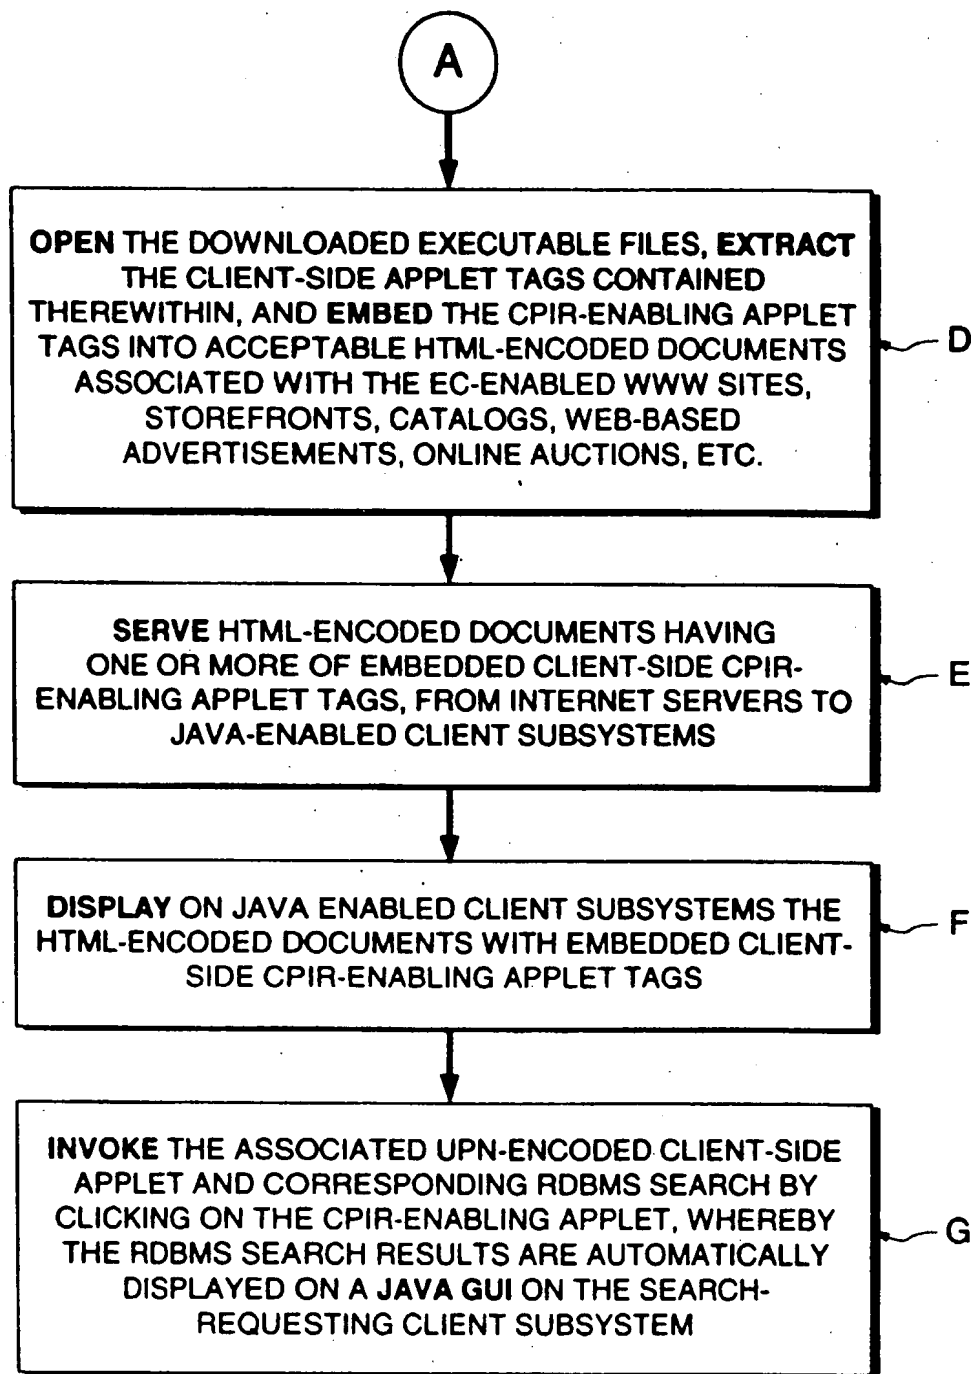 A
OPEN THE DOWNLOADED EXECUTABLE FILES, EXTRACT
THE CLIENT-SIDE APPLET TAGS CONTAINED
THEREWITHIN, AND EMBED THE CPIR-ENABLING APPLET
TAGS INTO ACCEPTABLE HTML-ENCODED DOCUMENTS
ASSOCIATED WITH THE EC-ENABLED WWW SITES,
STOREFRONTS, CATALOGS, WEB-BASED
ADVERTISEMENTS, ONLINE AUCTIONS, ETC.
D
SERVE HTML-ENCODED DOCUMENTS HAVING
ONE OR MORE OF EMBEDDED CLIENT-SIDE CPIR-
ENABLING APPLET TAGS, FROM INTERNET SERVERS TO
JAVA-ENABLED CLIENT SUBSYSTEMS
E
DISPLAY ON JAVA ENABLED CLIENT SUBSYSTEMS THE
HTML-ENCODED DOCUMENTS WITH EMBEDDED CLIENT-
SIDE CPIR-ENABLING APPLET TAGS
F
INVOKE THE ASSOCIATED UPN-ENCODED CLIENT-SIDE
APPLET AND CORRESPONDING RDBMS SEARCH BY
CLICKING ON THE CPIR-ENABLING APPLET, WHEREBY
THE RDBMS SEARCH RESULTS ARE AUTOMATICALLY
DISPLAYED ON A JAVA GUI ON THE SEARCH-
REQUESTING CLIENT SUBSYSTEM
G